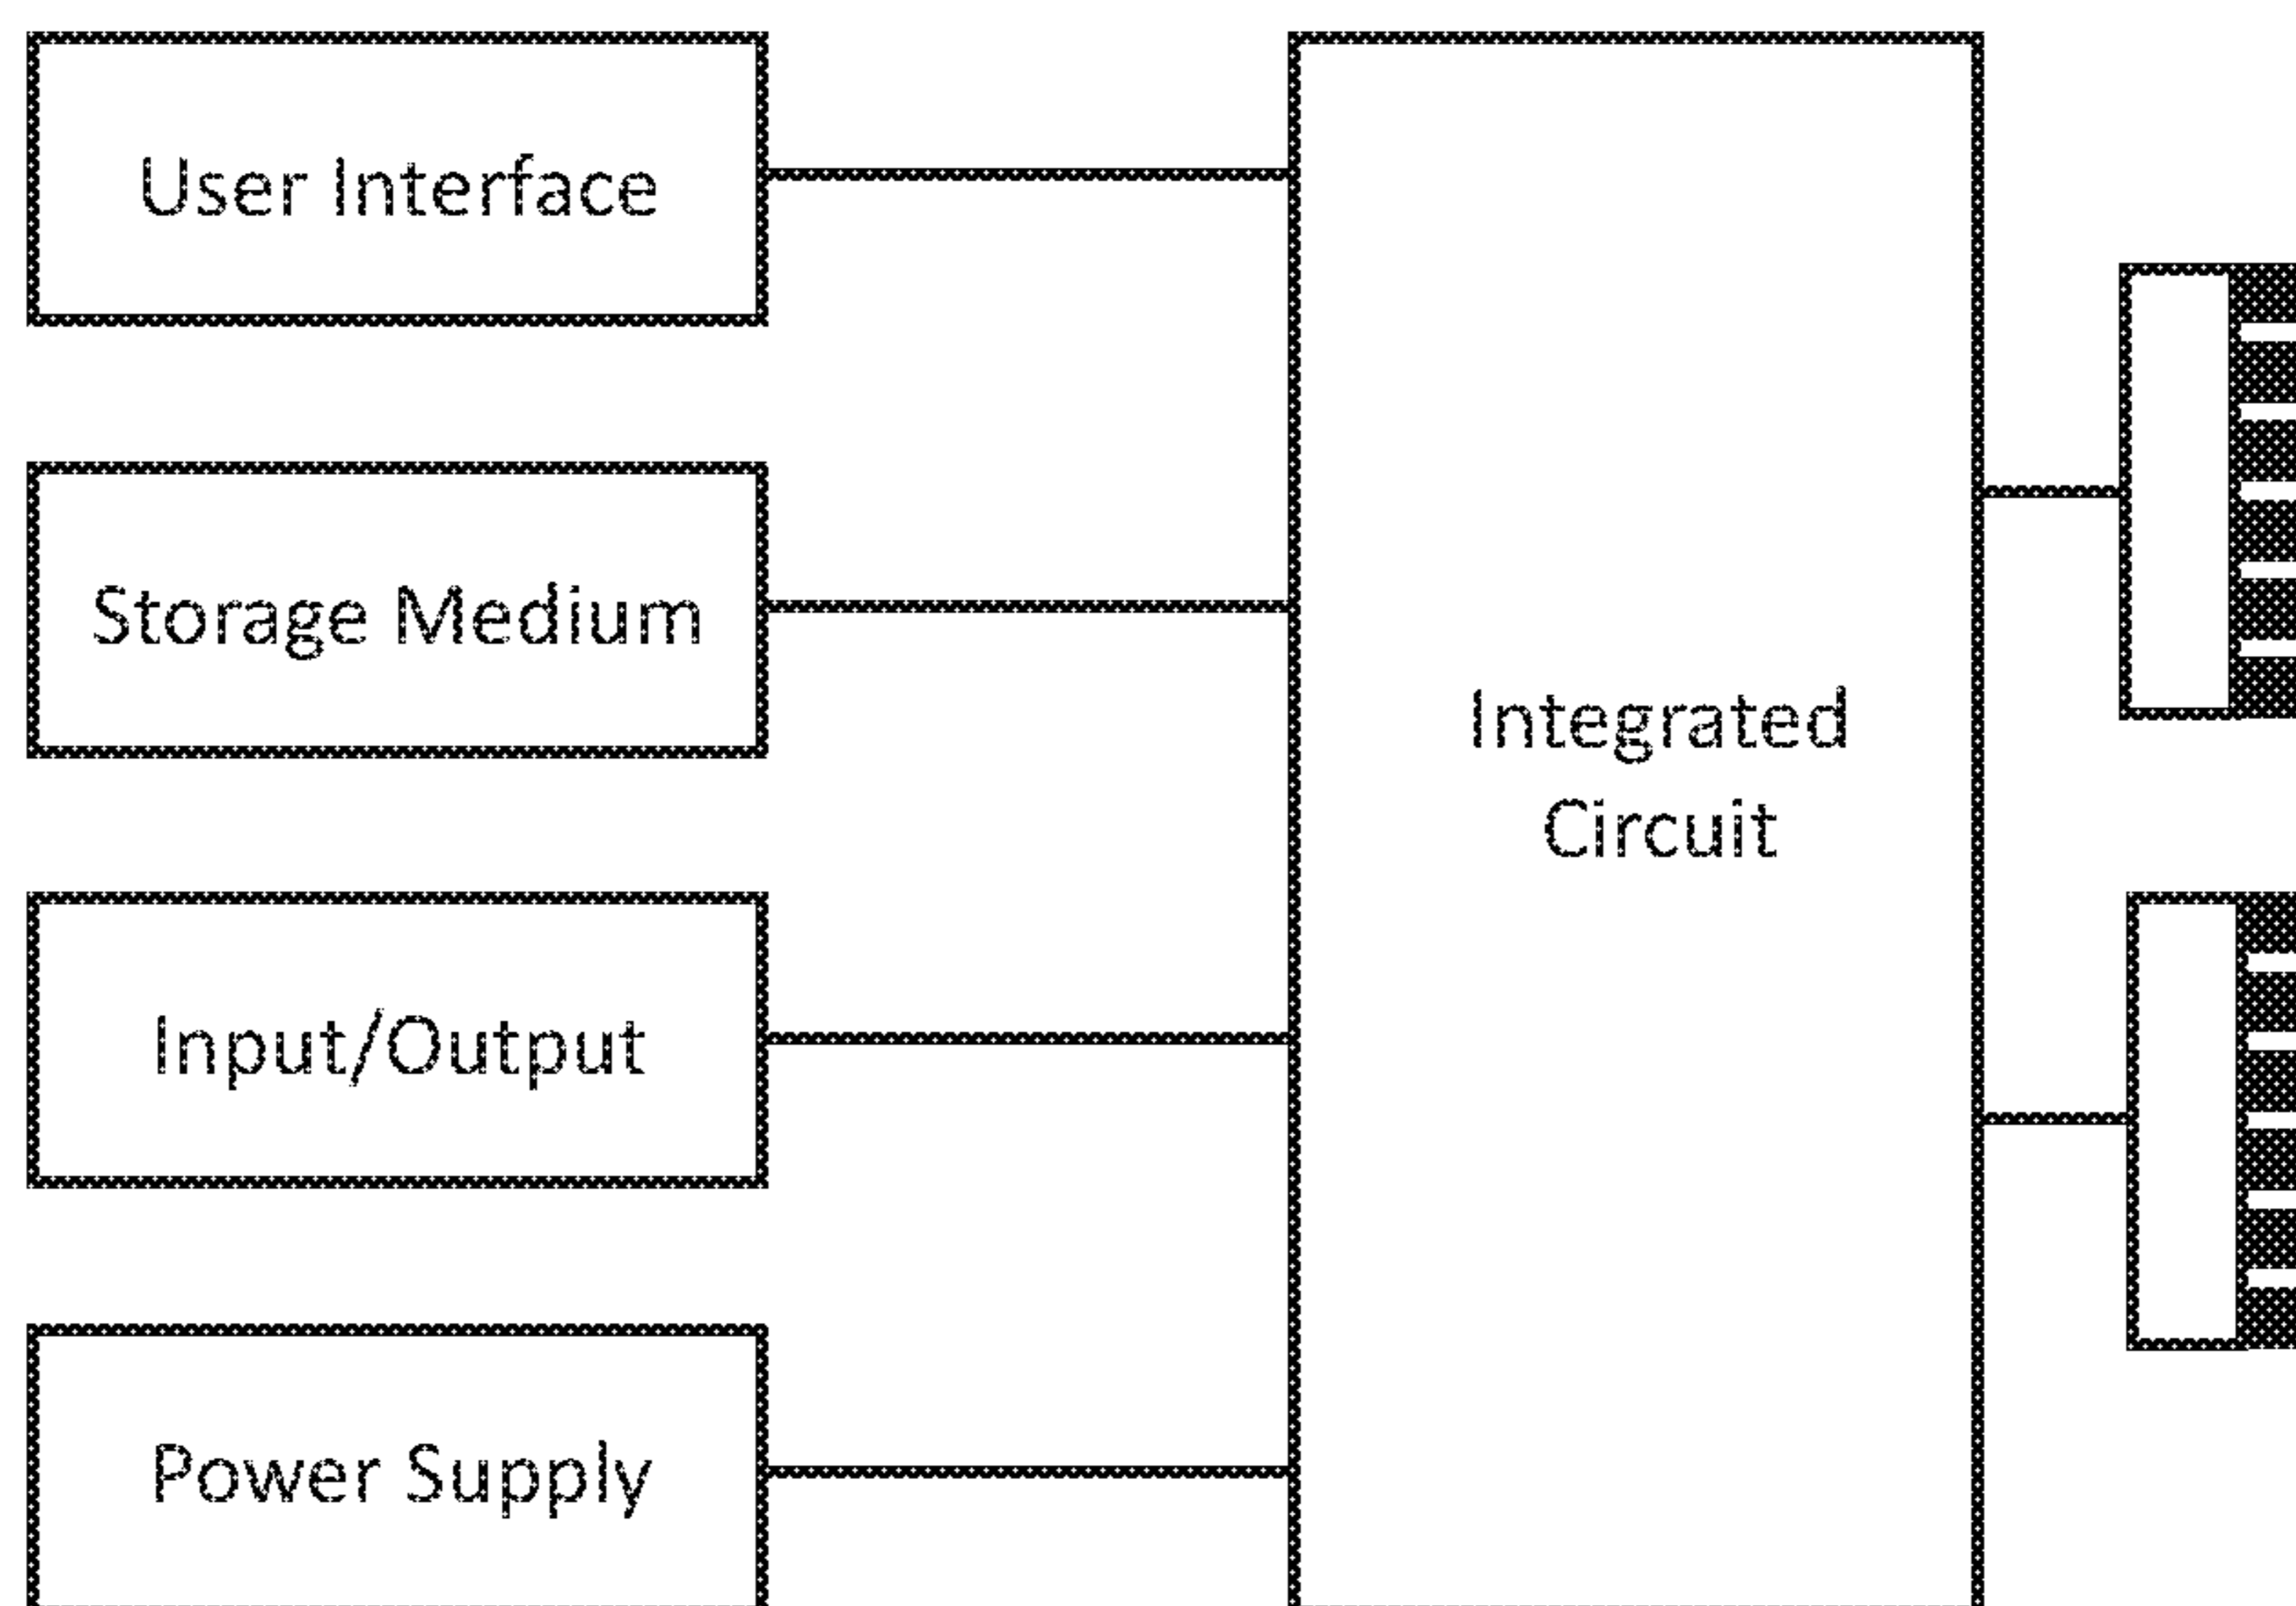 User Interface
Storage Medium
Integrated
Circuit
Input/Output
Power Supply